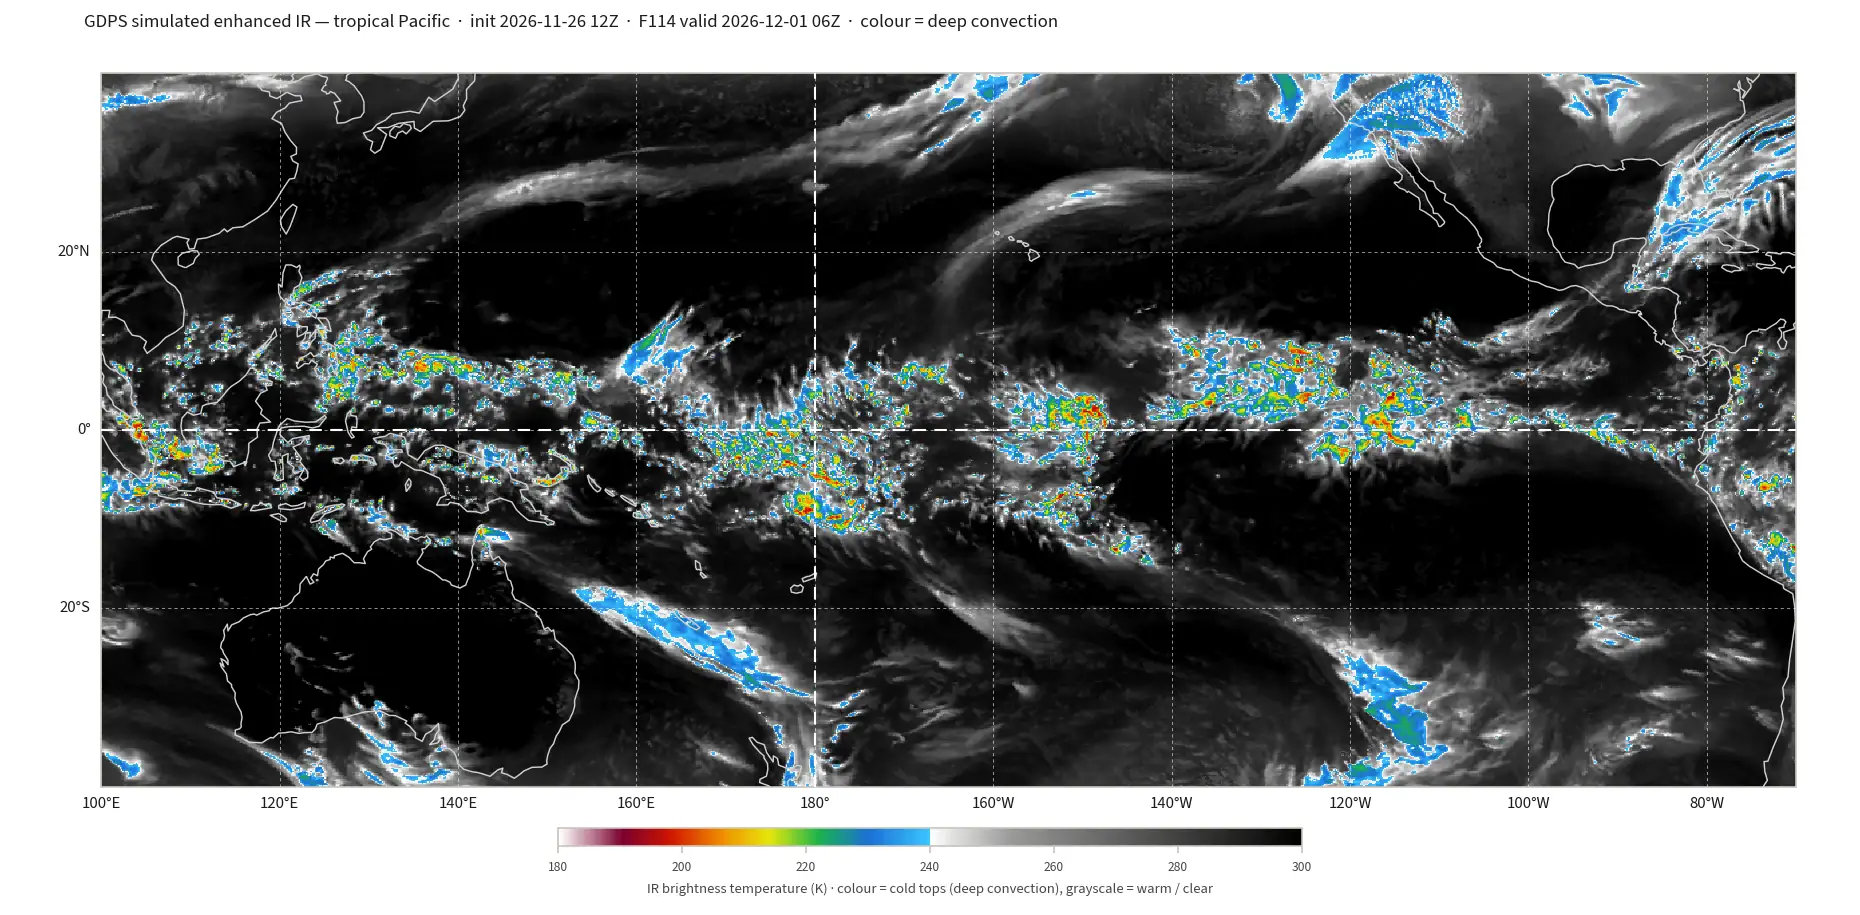 GDPS simulated enhanced IR — tropical Pacific · init 2026-11-26 12Z · F114 valid 2026-12-01 06Z · colour = deep convection
20°N
0°
20°S
100°E 120°E 140°E 160°E 180° 160°W 140°W 120°W 100°W 80°W
180 200 220 240 260 280 300
IR brightness temperature (K) · colour = cold tops (deep convection), grayscale = warm / clear